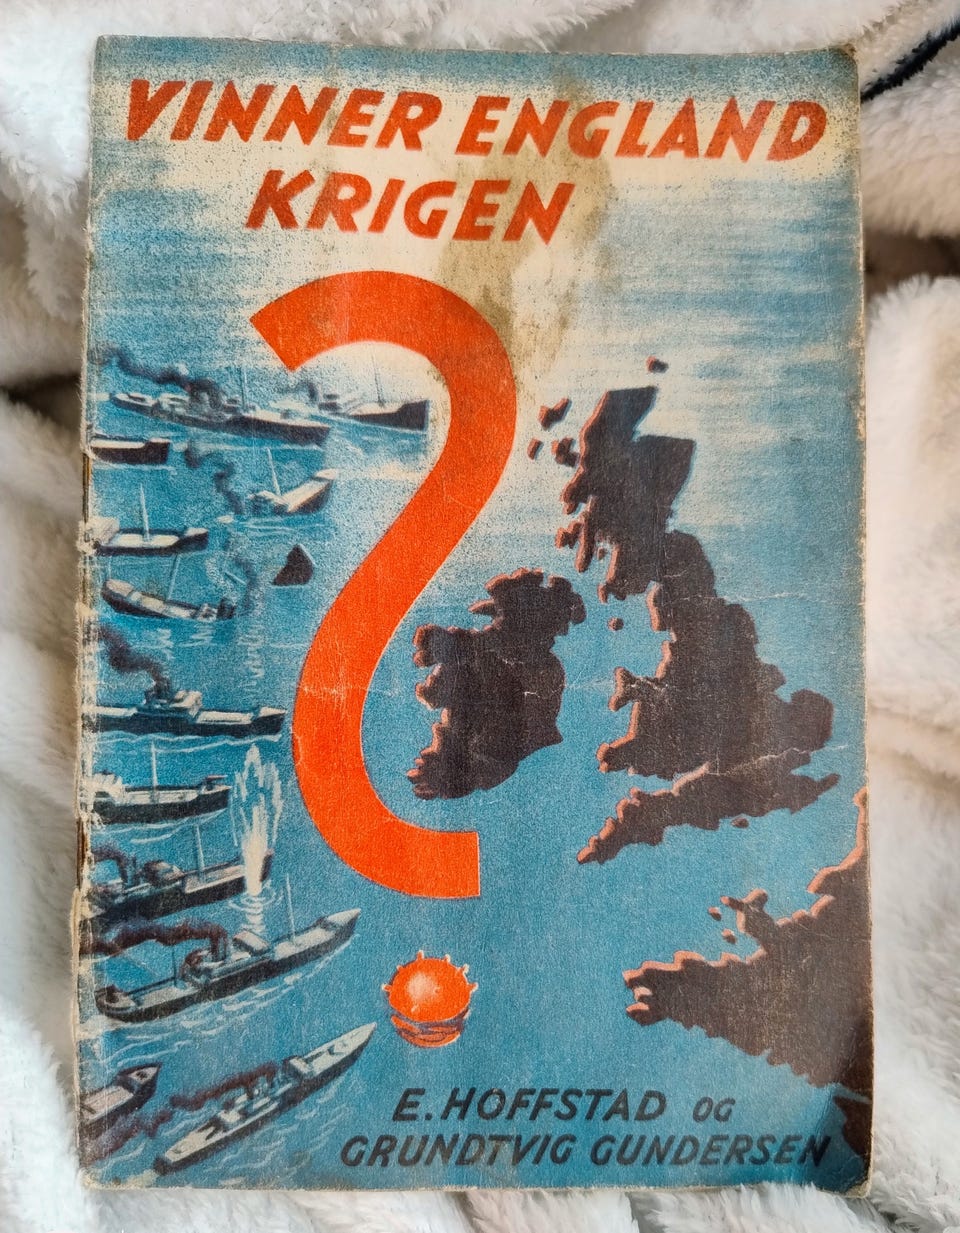 VINNER ENGLAND
KRIGEN
?
E. HOFFSTAD OG
GRUNDTVIG GUNDERSEN